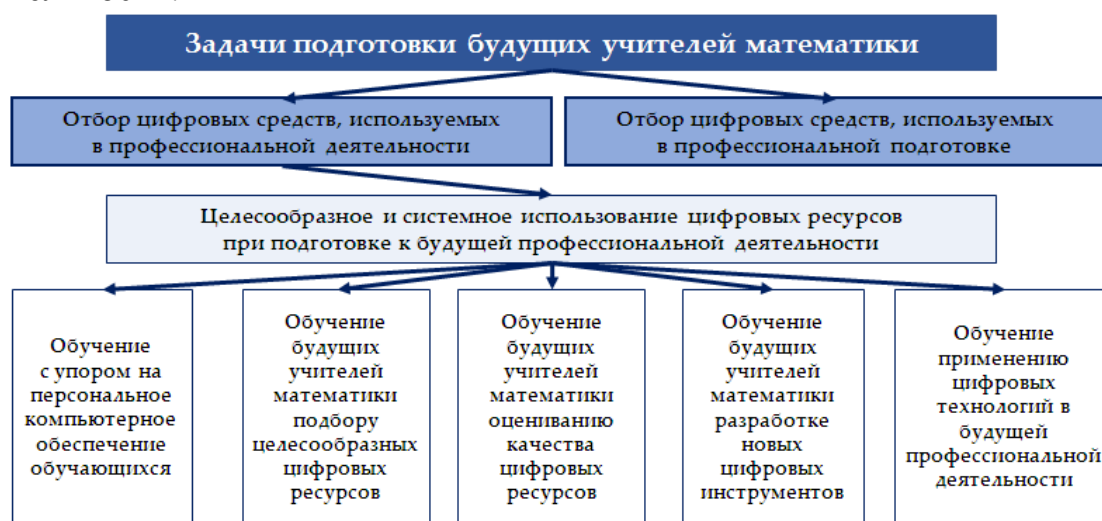 Задачи подготовки будущих учителей математики
Отбор цифровых средств, используемых
в профессиональной деятельности
Отбор цифровых средств, используемых
в профессиональной подготовке
Целесообразное и системное использование цифровых ресурсов
при подготовке к будущей профессиональной деятельности
Обучение
с упором на
персональное
компьютерное
обеспечение
обучающихся
Обучение
будущих
учителей
математики
подбору
целесообразных
цифровых
ресурсов
Обучение
будущих
учителей
математики
оцениванию
качества
цифровых
ресурсов
Обучение
будущих
учителей
математики
разработке
новых
цифровых
инструментов
Обучение
применению
цифровых
технологий в
будущей
профессиональной
деятельности